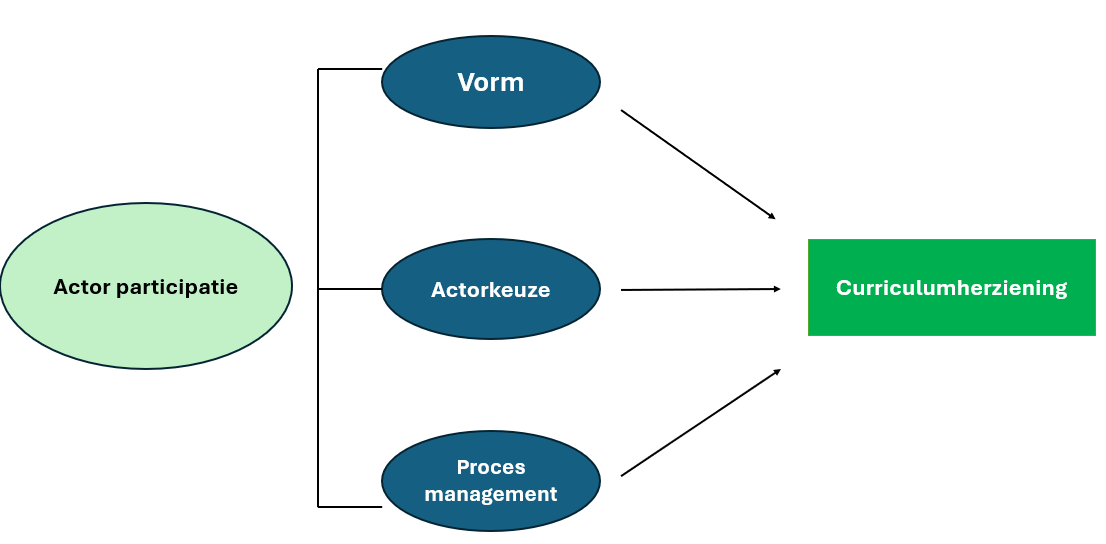 Vorm
Actor participatie
Actorkeuze
Curriculumherziening
Proces
management